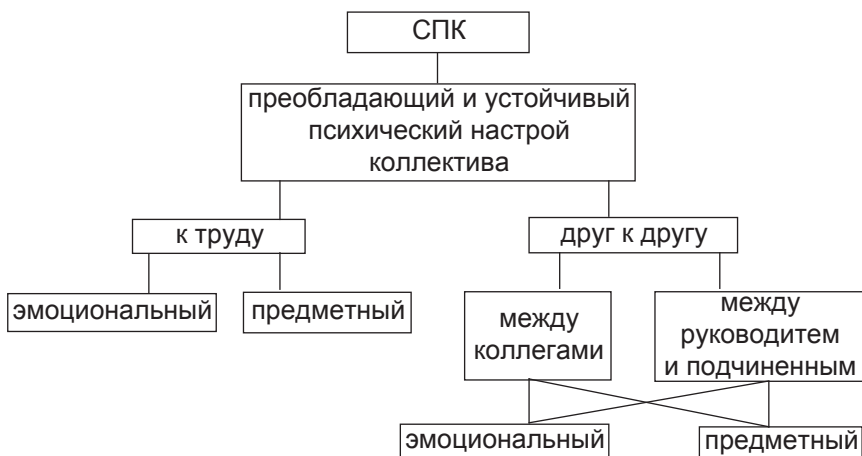 СПК
преобладающий и устойчивый
психический настрой
коллектива
к труду
друг к другу
эмоциональный
предметный
между
коллегами
между
руководитем
и подчиненным
эмоциональный
предметный